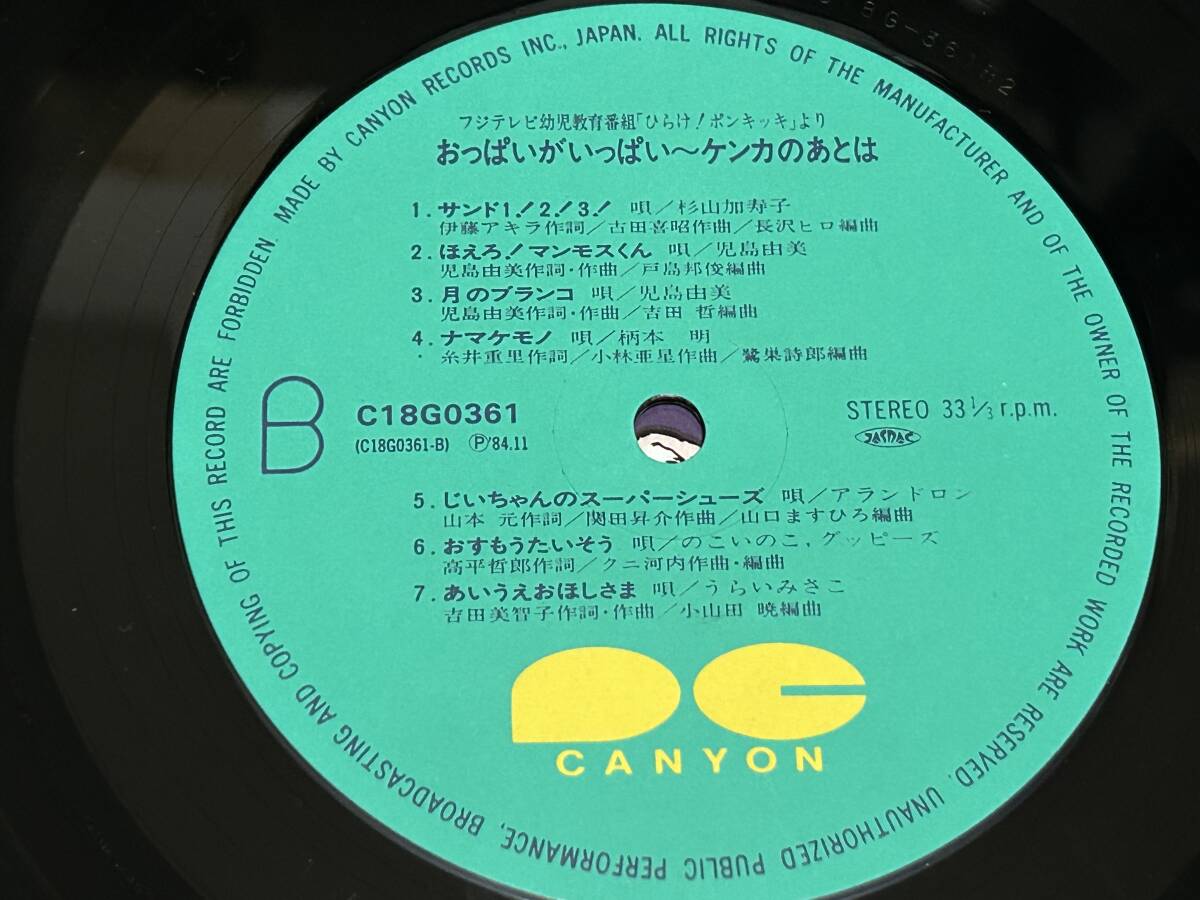 MADE BY CANYON RECORDS INC., JAPAN. ALL RIGHTS OF THE MANUFACTURER AND OF THE OWNER OF THE RECORDED WORK ARE RESERVED. UNAUTHORIZED PUBLIC PERFORMANCE, BROADCASTING AND COPYING OF THIS RECORD ARE FORBIDDEN.
フジテレビ幼児教育番組「ひらけ!ポンキッキ」より
おっぱいがいっぱい〜ケンカのあとは
1. サンド1!2!3! 唄/杉山加寿子
伊藤アキラ作詞/古田喜昭作曲/長沢ヒロ編曲
2. ほえろ!マンモスくん 唄/児島由美
児島由美作詞・作曲/戸島邦俊編曲
3. 月のブランコ 唄/児島由美
児島由美作詞・作曲/吉田 哲編曲
4. ナマケモノ 唄/柄本 明
糸井重里作詞/小林亜星作曲/鷺巣詩郎編曲
B
C18G0361
(C18G0361-B) Ⓟ'84.11
STEREO 33 1/3 r.p.m.
JASRAC
5. じいちゃんのスーパーシューズ 唄/アランドロン
山本 元作詞/関田昇介作曲/山口ますひろ編曲
6. おすもうたいそう 唄/のこいのこ, グッピーズ
高平哲郎作詞/クニ河内作曲・編曲
7. あいうえおほしさま 唄/うらいみさこ
吉田美智子作詞・作曲/小山田 暁編曲
CANYON